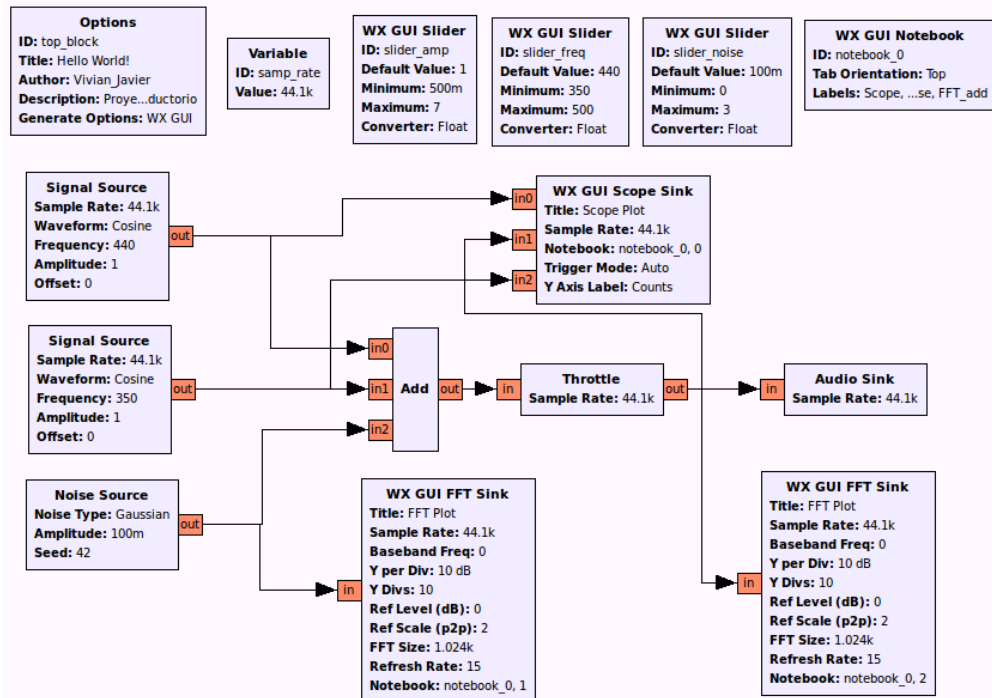 Options
ID: top_block
Title: Hello World!
Author: Vivian_Javier
Description: Proye...ductorio
Generate Options: WX GUI
Variable
ID: samp_rate
Value: 44.1k
WX GUI Slider
ID: slider_amp
Default Value: 1
Minimum: 500m
Maximum: 7
Converter: Float
WX GUI Slider
ID: slider_freq
Default Value: 440
Minimum: 350
Maximum: 500
Converter: Float
WX GUI Slider
ID: slider_noise
Default Value: 100m
Minimum: 0
Maximum: 3
Converter: Float
WX GUI Notebook
ID: notebook_0
Tab Orientation: Top
Labels: Scope, ...se, FFT_add
Signal Source
Sample Rate: 44.1k
Waveform: Cosine
Frequency: 440
Amplitude: 1
Offset: 0
out
in0
in1
in2
WX GUI Scope Sink
Title: Scope Plot
Sample Rate: 44.1k
Notebook: notebook_0, 0
Trigger Mode: Auto
Y Axis Label: Counts
Signal Source
Sample Rate: 44.1k
Waveform: Cosine
Frequency: 350
Amplitude: 1
Offset: 0
out
in0
in1
in2
Add
out
in
Throttle
Sample Rate: 44.1k
out
in
Audio Sink
Sample Rate: 44.1k
Noise Source
Noise Type: Gaussian
Amplitude: 100m
Seed: 42
out
in
WX GUI FFT Sink
Title: FFT Plot
Sample Rate: 44.1k
Baseband Freq: 0
Y per Div: 10 dB
Y Divs: 10
Ref Level (dB): 0
Ref Scale (p2p): 2
FFT Size: 1.024k
Refresh Rate: 15
Notebook: notebook_0, 1
in
WX GUI FFT Sink
Title: FFT Plot
Sample Rate: 44.1k
Baseband Freq: 0
Y per Div: 10 dB
Y Divs: 10
Ref Level (dB): 0
Ref Scale (p2p): 2
FFT Size: 1.024k
Refresh Rate: 15
Notebook: notebook_0, 2